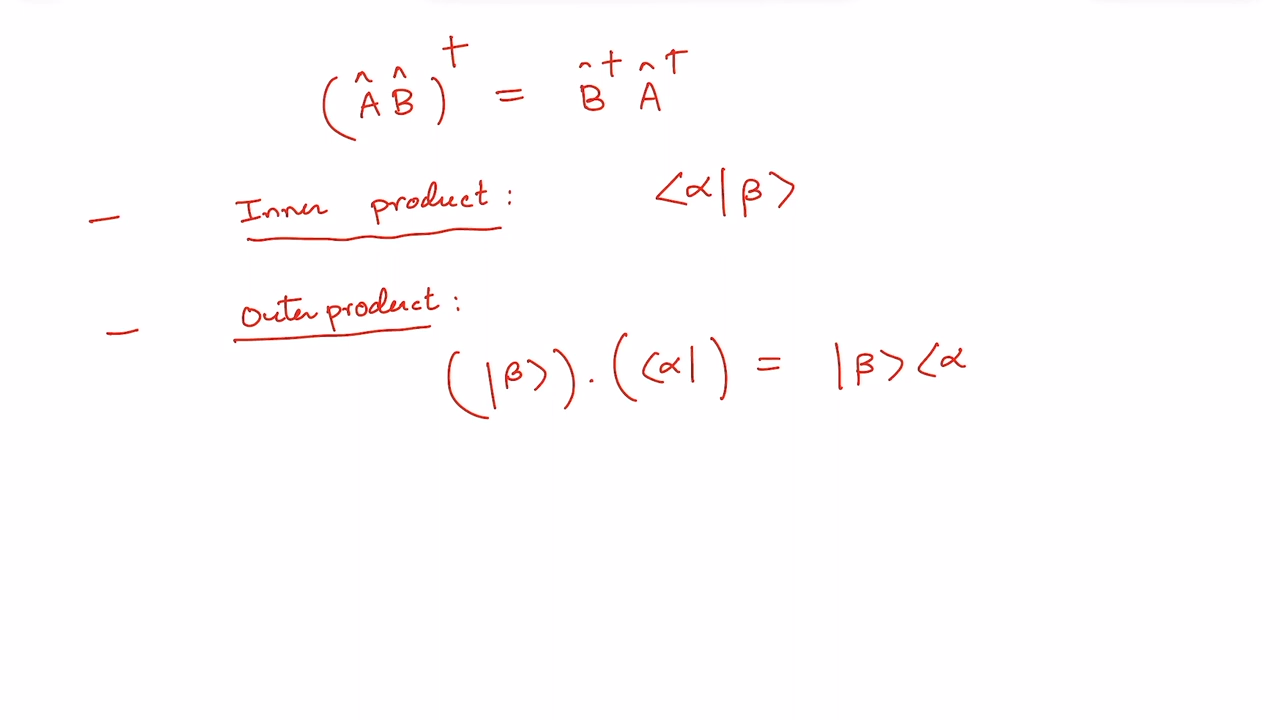 (ÂB̂)† = B̂† Â†
– Inner product : <α|β>
– Outer product :
(|β>).(<α|) = |β><α